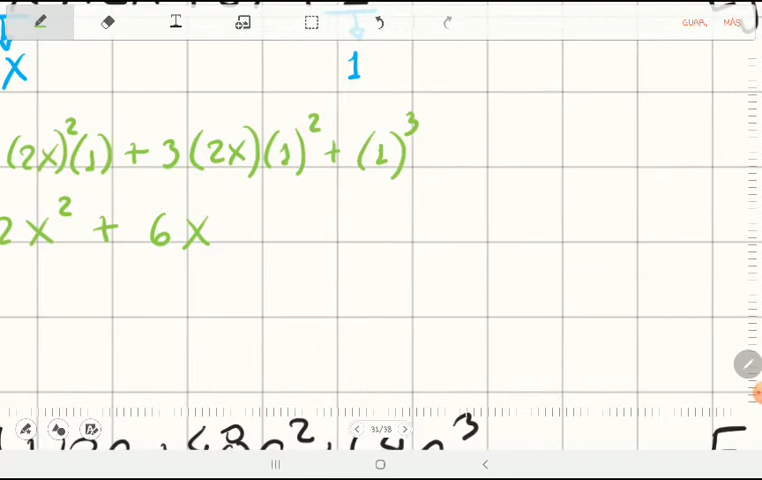 GUAR. MÁS
x 1
(2x)²(1) + 3(2x)(1)² + (1)³
2x² + 6x
31/38